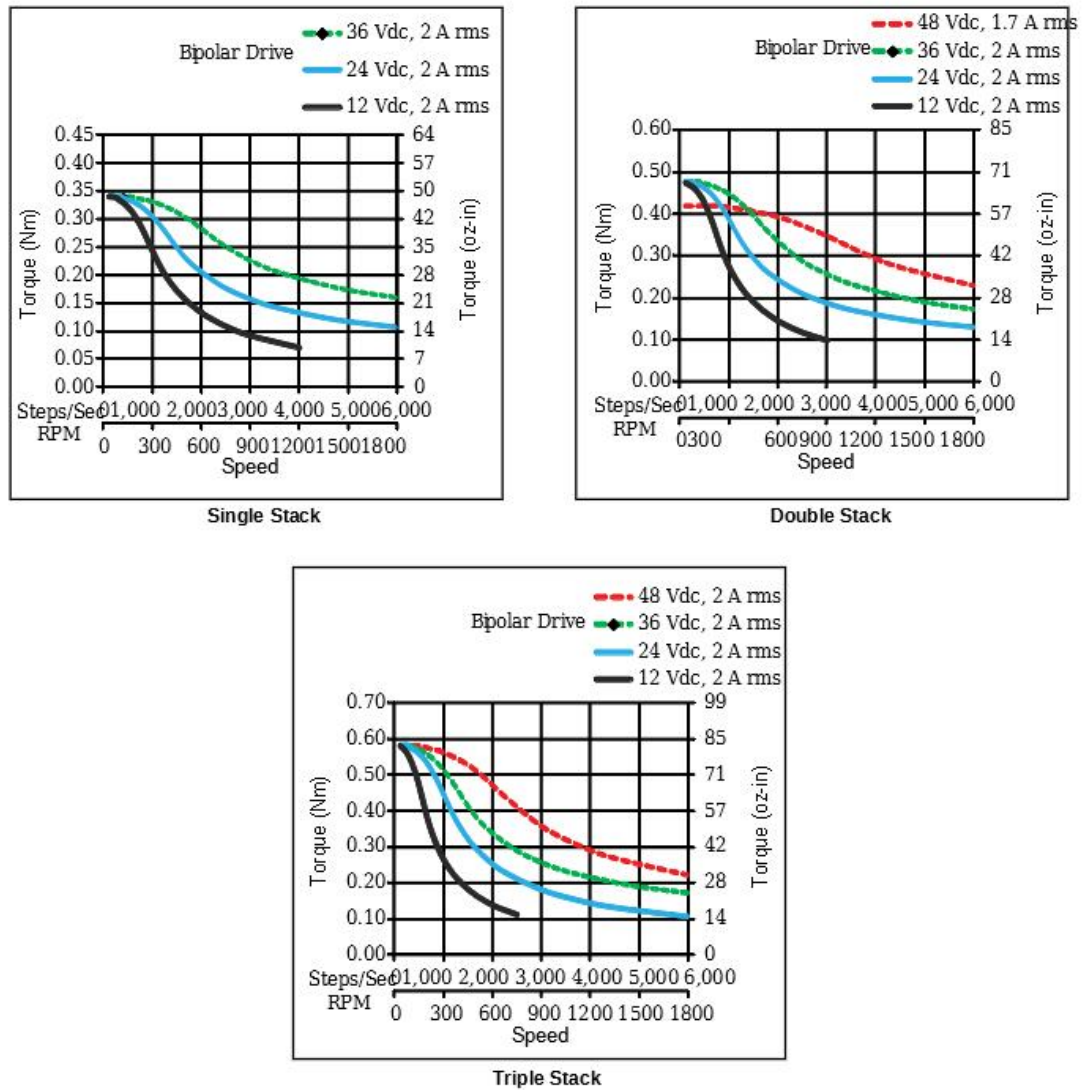 36 Vdc, 2 A rms
Bipolar Drive
24 Vdc, 2 A rms
12 Vdc, 2 A rms
0.45
0.40
0.35
0.30
0.25
0.20
0.15
0.10
0.05
0.00
Torque (Nm)
64
57
50
42
35
28
21
14
7
0
Torque (oz-in)
Steps/Sec 0 1,000 2,000 3,000 4,000 5,000 6,000
RPM
0 300 600 900 1200 1500 1800
Speed
Single Stack
48 Vdc, 1.7 A rms
Bipolar Drive
36 Vdc, 2 A rms
24 Vdc, 2 A rms
12 Vdc, 2 A rms
0.60
0.50
0.40
0.30
0.20
0.10
0.00
Torque (Nm)
85
71
57
42
28
14
0
Torque (oz-in)
Steps/Sec 0 1,000 2,000 3,000 4,000 5,000 6,000
RPM
0 300 600 900 1200 1500 1800
Speed
Double Stack
48 Vdc, 2 A rms
Bipolar Drive
36 Vdc, 2 A rms
24 Vdc, 2 A rms
12 Vdc, 2 A rms
0.70
0.60
0.50
0.40
0.30
0.20
0.10
0.00
Torque (Nm)
99
85
71
57
42
28
14
0
Torque (oz-in)
Steps/Sec 0 1,000 2,000 3,000 4,000 5,000 6,000
RPM
0 300 600 900 1200 1500 1800
Speed
Triple Stack